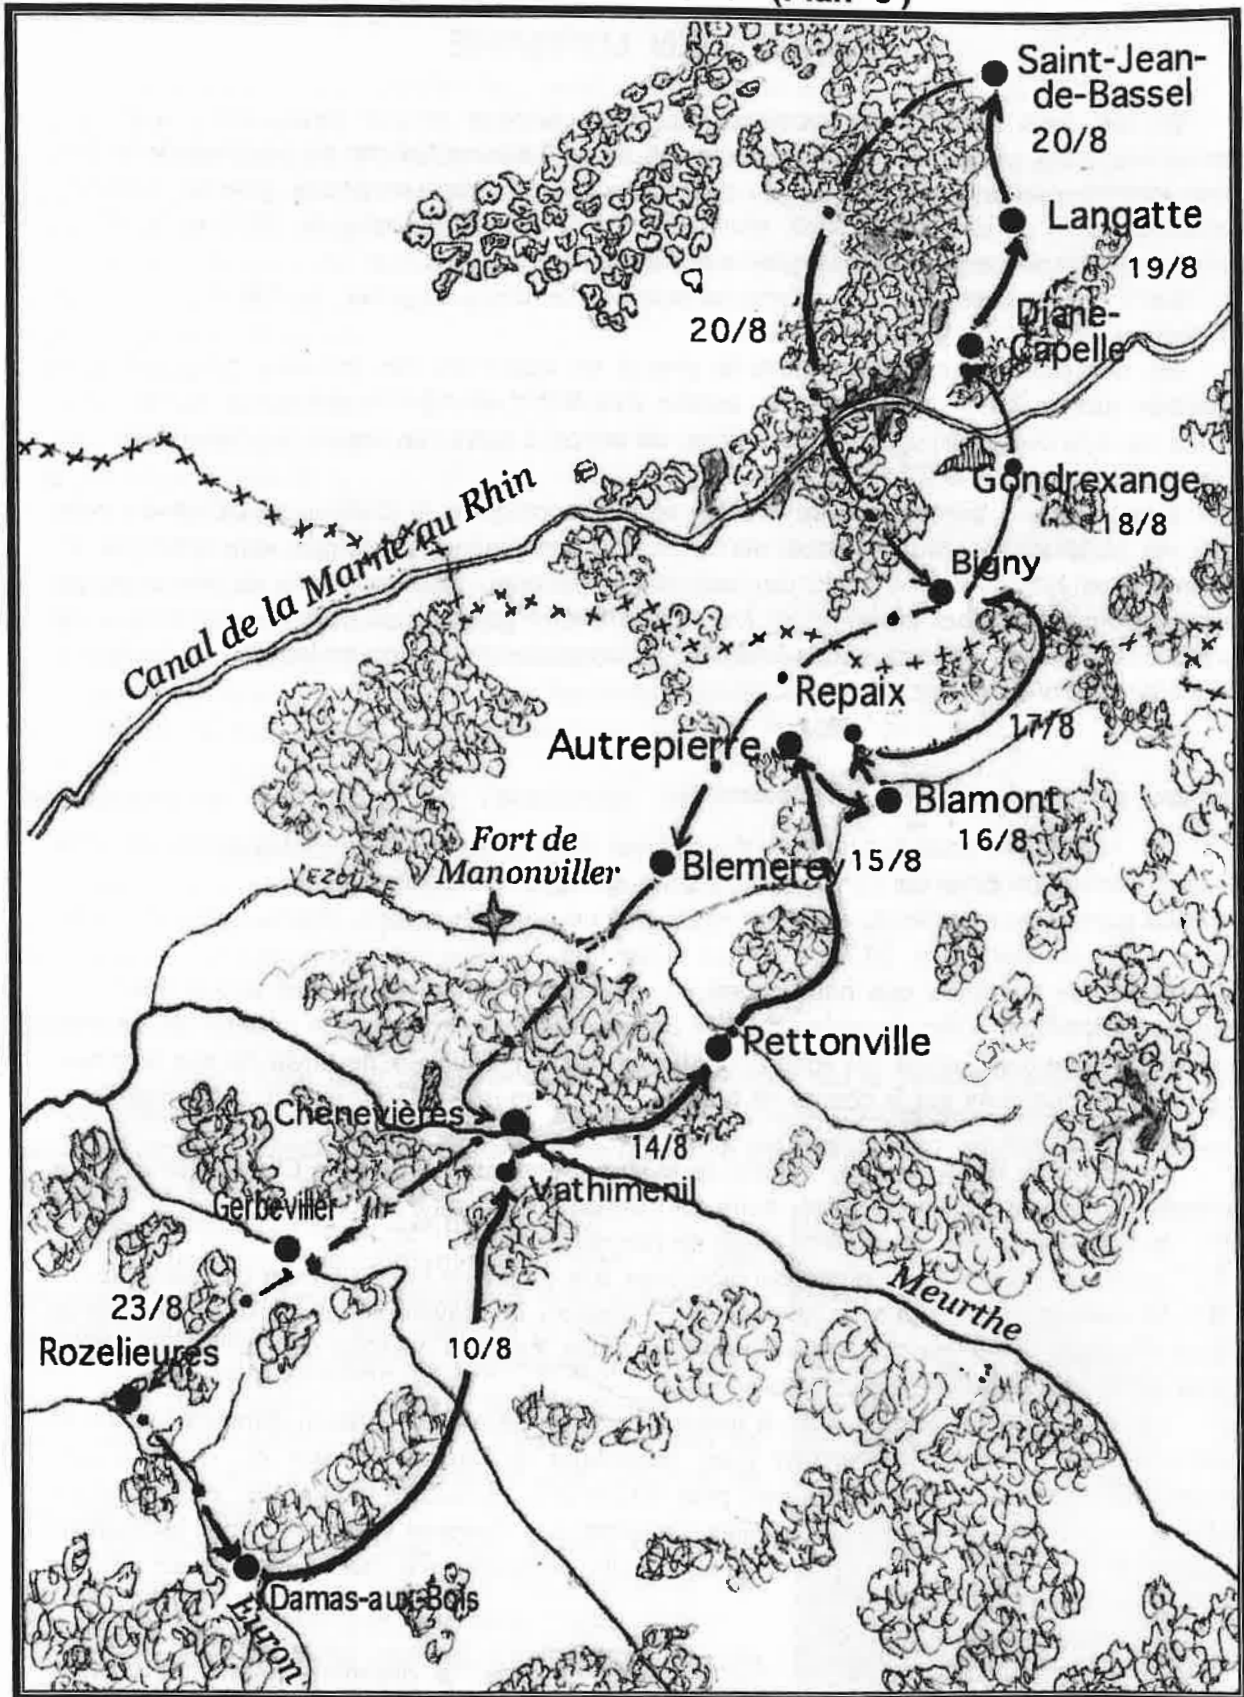 Saint-Jean-
de-Bassel
20/8
Langatte
19/8
Diane-
Capelle
20/8
Gondrexange
18/8
Canal de la Marne au Rhin
Bigny
Repaix
17/8
Autrepierre
Blamont
16/8
Fort de
Manonviller
Blemerey
15/8
VEZOUZE
Pettonville
Chenevières
14/8
Vathimenil
Gerbeviller
Meurthe
23/8
Rozelieures
10/8
Damas-aux-Bois
Euron